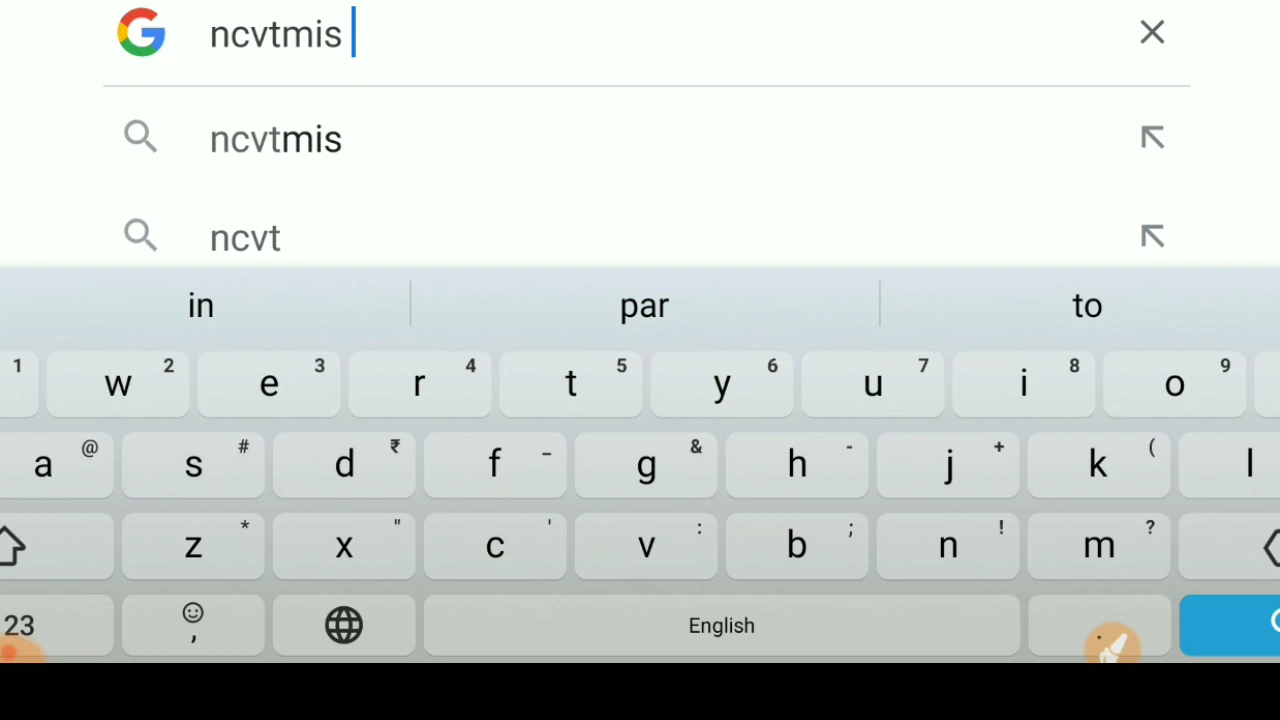 ncvtmis
ncvtmis
ncvt
in par to
1 w 2 e 3 r 4 t 5 y 6 u 7 i 8 o 9
a @ s # d ₹ f _ g & h - j + k ( l
z * x " c ' v : b ; n ! m ?
23 , English .